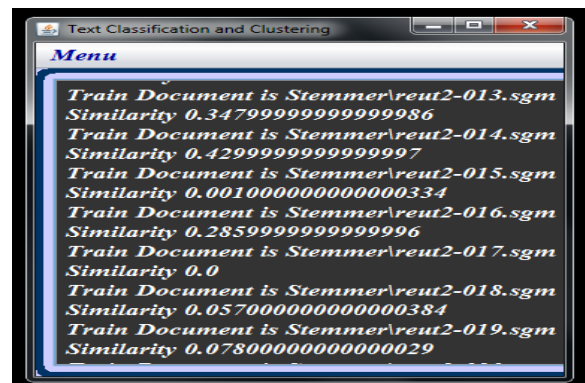 Text Classification and Clustering
Menu
Train Document is Stemmer\reut2-013.sgm
Similarity 0.347999999999999986
Train Document is Stemmer\reut2-014.sgm
Similarity 0.4299999999999997
Train Document is Stemmer\reut2-015.sgm
Similarity 0.001000000000000334
Train Document is Stemmer\reut2-016.sgm
Similarity 0.28599999999999996
Train Document is Stemmer\reut2-017.sgm
Similarity 0.0
Train Document is Stemmer\reut2-018.sgm
Similarity 0.057000000000000384
Train Document is Stemmer\reut2-019.sgm
Similarity 0.07800000000000029